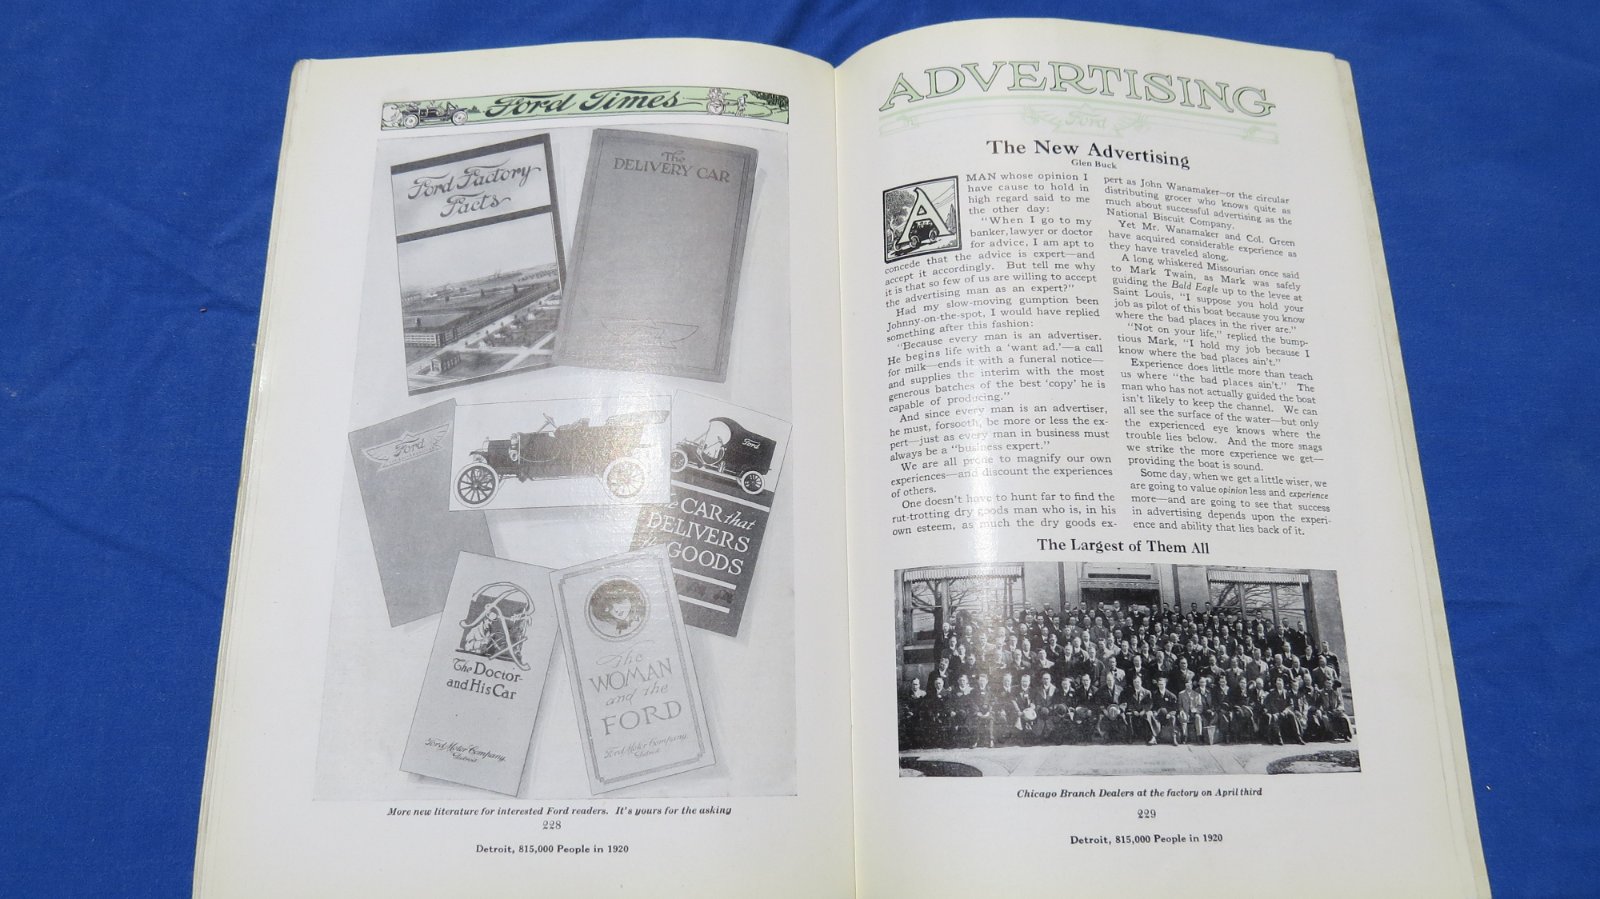 Ford Times
Ford Factory
Facts
The
DELIVERY CAR
Ford
Ford
CAR that
DELIVERS
the GOODS
The Doctor
and His Car
Ford Motor Company
Detroit
The
WOMAN
and the
FORD
Ford Motor Company
Detroit
More new literature for interested Ford readers. It's yours for the asking
228
Detroit, 815,000 People in 1920
ADVERTISING
Ford
The New Advertising
Glen Buck
A MAN whose opinion I
have cause to hold in
high regard said to me
the other day:
"When I go to my
banker, lawyer or doctor
for advice, I am apt to
concede that the advice is expert—and
accept it accordingly. But tell me why
it is that so few of us are willing to accept
the advertising man as an expert?"
Had my slow-moving gumption been
Johnny-on-the-spot, I would have replied
something after this fashion:
"Because every man is an advertiser.
He begins life with a 'want ad.'—a call
for milk—ends it with a funeral notice—
and supplies the interim with the most
generous batches of the best 'copy' he is
capable of producing."
And since every man is an advertiser,
he must, forsooth, be more or less the ex-
pert—just as every man in business must
always be a "business expert."
We are all prone to magnify our own
experiences—and discount the experiences
of others.
One doesn't have to hunt far to find the
rut-trotting dry goods man who is, in his
own esteem, as much the dry goods ex-
pert as John Wanamaker—or the circular
distributing grocer who knows quite as
much about successful advertising as the
National Biscuit Company.
Yet Mr. Wanamaker and Col. Green
have acquired considerable experience as
they have traveled along.
A long whiskered Missourian once said
to Mark Twain, as Mark was safely
guiding the Bald Eagle up to the levee at
Saint Louis, "I suppose you hold your
job as pilot of this boat because you know
where the bad places in the river are."
"Not on your life," replied the bump-
tious Mark, "I hold my job because I
know where the bad places ain't."
Experience does little more than teach
us where "the bad places ain't." The
man who has not actually guided the boat
isn't likely to keep the channel. We can
all see the surface of the water—but only
the experienced eye knows where the
trouble lies below. And the more snags
we strike the more experience we get—
providing the boat is sound.
Some day, when we get a little wiser, we
are going to value opinion less and experience
more—and are going to see that success
in advertising depends upon the experi-
ence and ability that lies back of it.
The Largest of Them All
Chicago Branch Dealers at the factory on April third
229
Detroit, 815,000 People in 1920